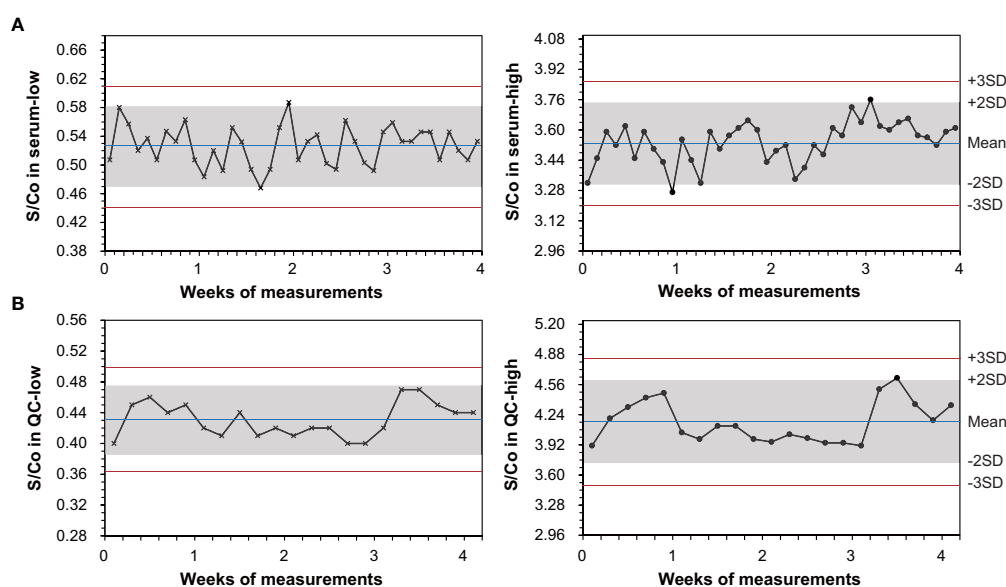 A
S/Co in serum-low
0.66
0.62
0.58
0.54
0.50
0.46
0.42
0.38
0 1 2 3 4
Weeks of measurements
S/Co in serum-high
4.08
3.92
3.76
3.60
3.44
3.28
3.12
2.96
0 1 2 3 4
Weeks of measurements
+3SD
+2SD
Mean
-2SD
-3SD
B
S/Co in QC-low
0.56
0.52
0.48
0.44
0.40
0.36
0.32
0.28
0 1 2 3 4
Weeks of measurements
S/Co in QC-high
5.20
4.88
4.56
4.24
3.92
3.60
3.28
2.96
0 1 2 3 4
Weeks of measurements
+3SD
+2SD
Mean
-2SD
-3SD